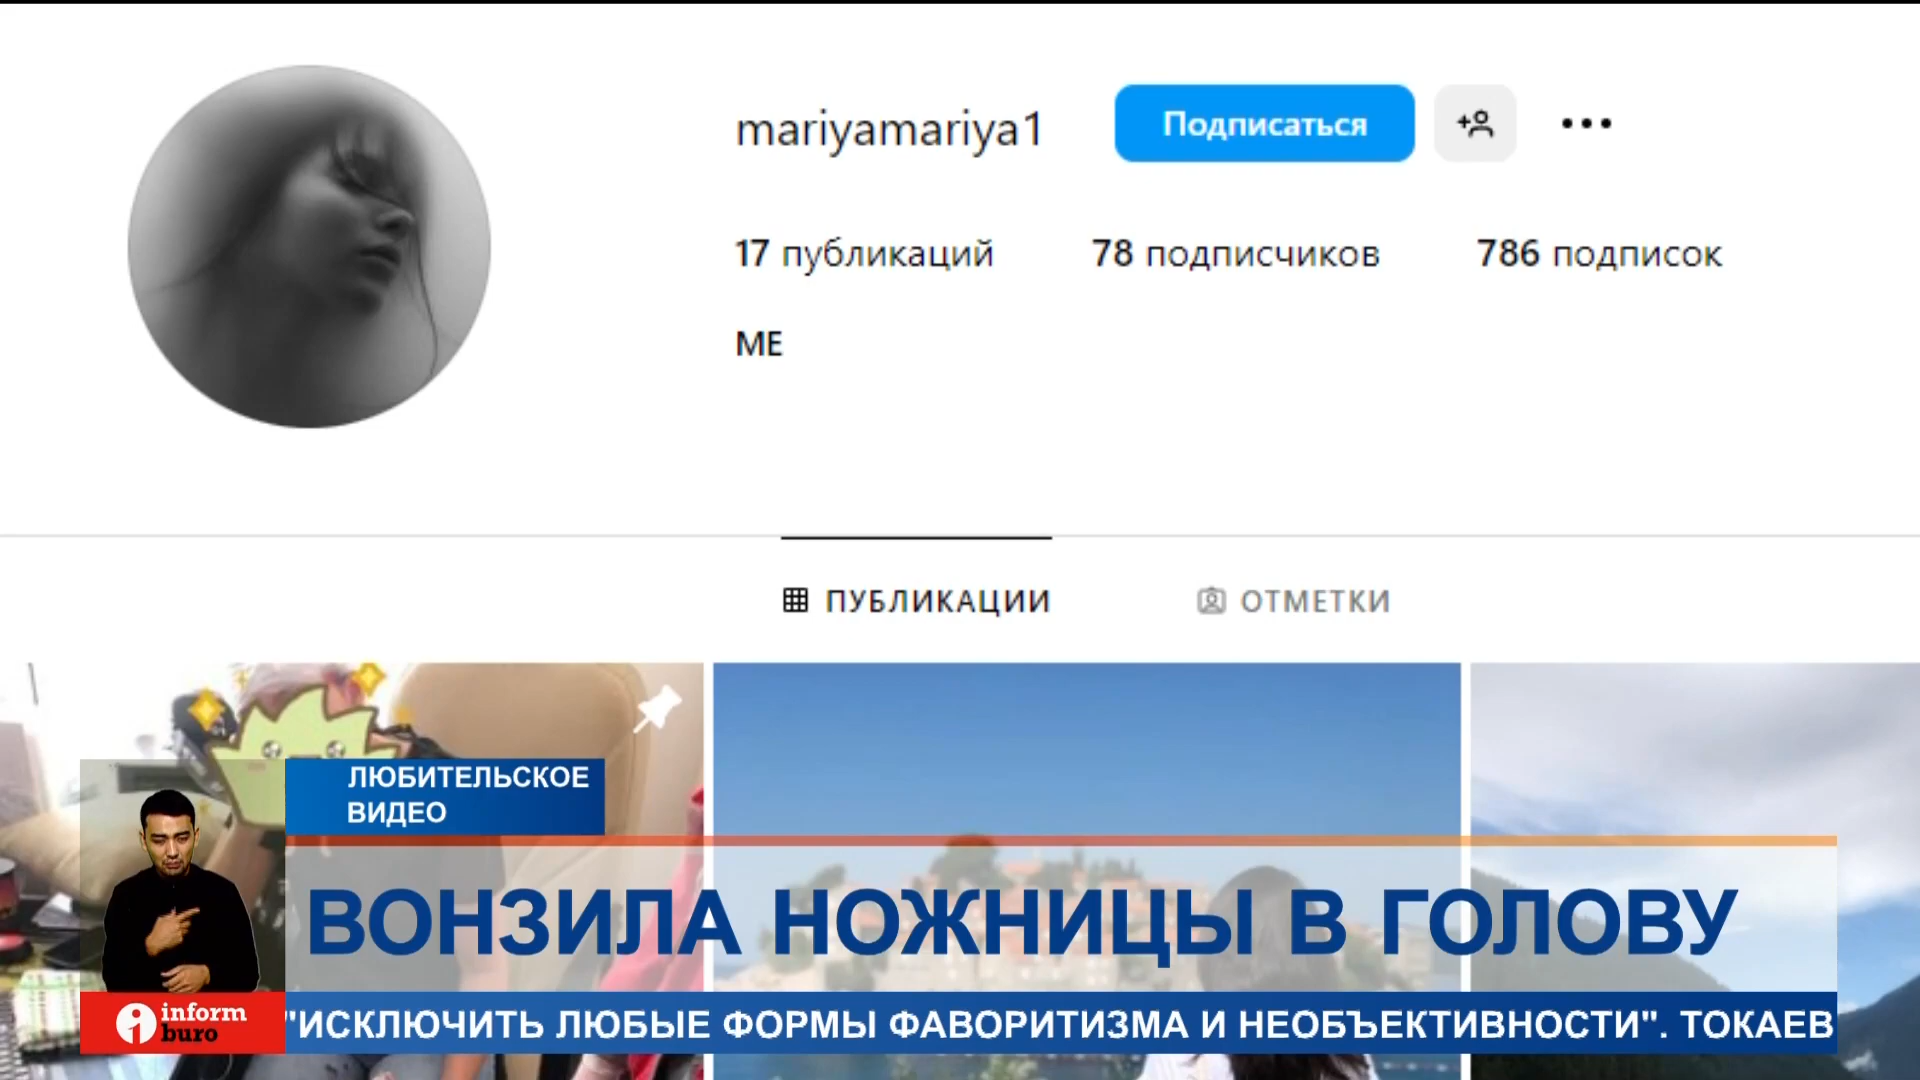 mariyamariya1
Подписаться
17 публикаций
78 подписчиков
786 подписок
ME
ПУБЛИКАЦИИ
ОТМЕТКИ
ЛЮБИТЕЛЬСКОЕ
ВИДЕО
ВОНЗИЛА НОЖНИЦЫ В ГОЛОВУ
inform
buro
"ИСКЛЮЧИТЬ ЛЮБЫЕ ФОРМЫ ФАВОРИТИЗМА И НЕОБЪЕКТИВНОСТИ". ТОКАЕВ